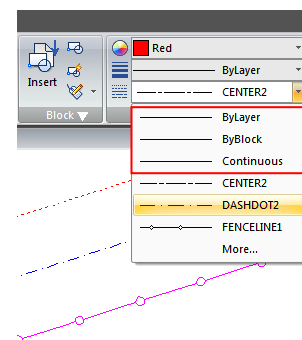 Red
Insert
ByLayer
CENTER2
Block
ByLayer
ByBlock
Continuous
CENTER2
DASHDOT2
FENCELINE1
More...